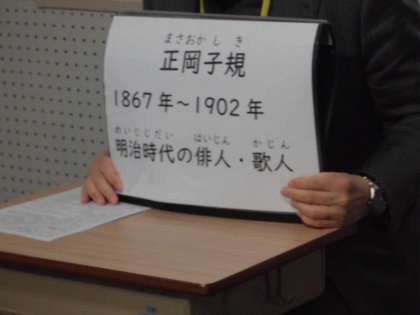 まさおか し き
正岡子規
1867年～1902年
めいじじだい はいじん かじん
明治時代の俳人・歌人